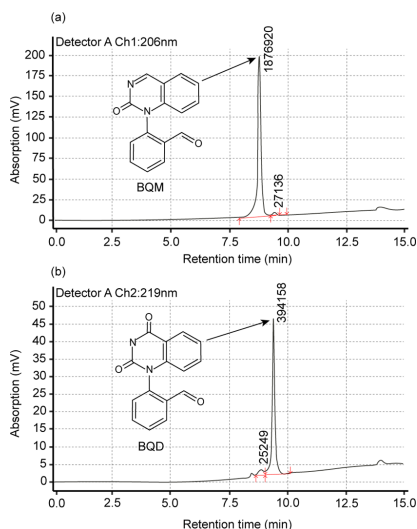 (a)
Detector A Ch1:206nm
1876920
200
175
150
125
100
75
50
25
0
Absorption (mV)
N
O
N
O
BQM
27136
0.0 2.5 5.0 7.5 10.0 12.5 15.0
Retention time (min)
(b)
Detector A Ch2:219nm
394158
50
45
40
35
30
25
20
15
10
5
0
Absorption (mV)
O
HN
O
N
O
BQD
25249
0.0 2.5 5.0 7.5 10.0 12.5 15.0
Retention time (min)